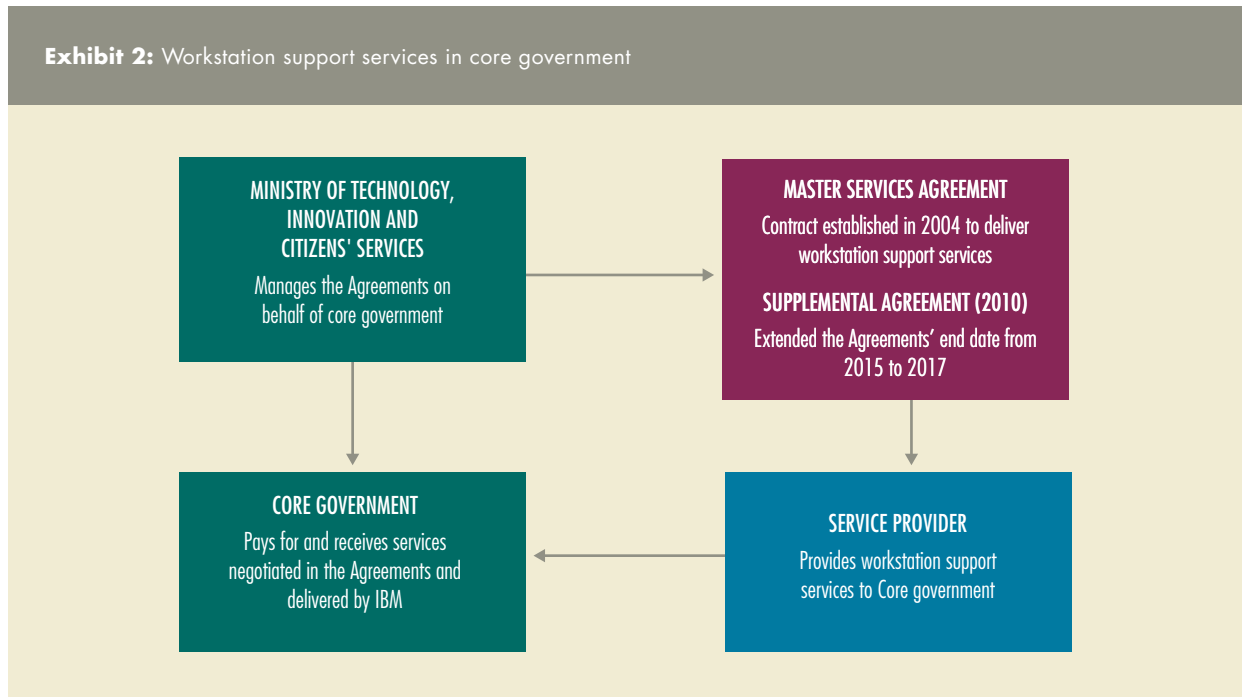 Exhibit 2: Workstation support services in core government
MINISTRY OF TECHNOLOGY,
INNOVATION AND
CITIZENS' SERVICES
Manages the Agreements on
behalf of core government
MASTER SERVICES AGREEMENT
Contract established in 2004 to deliver
workstation support services
SUPPLEMENTAL AGREEMENT (2010)
Extended the Agreements’ end date from
2015 to 2017
CORE GOVERNMENT
Pays for and receives services
negotiated in the Agreements and
delivered by IBM
SERVICE PROVIDER
Provides workstation support
services to Core government